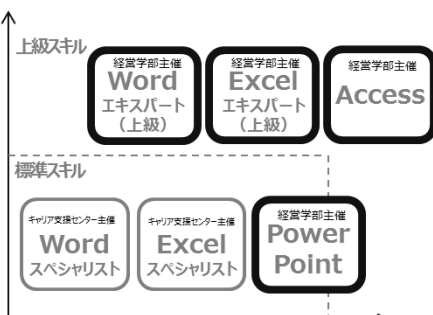 上級スキル
経営学部主催
Word
エキスパート
（上級）
経営学部主催
Excel
エキスパート
（上級）
経営学部主催
Access
標準スキル
キャリア支援センター主催
Word
スペシャリスト
キャリア支援センター主催
Excel
スペシャリスト
経営学部主催
Power
Point